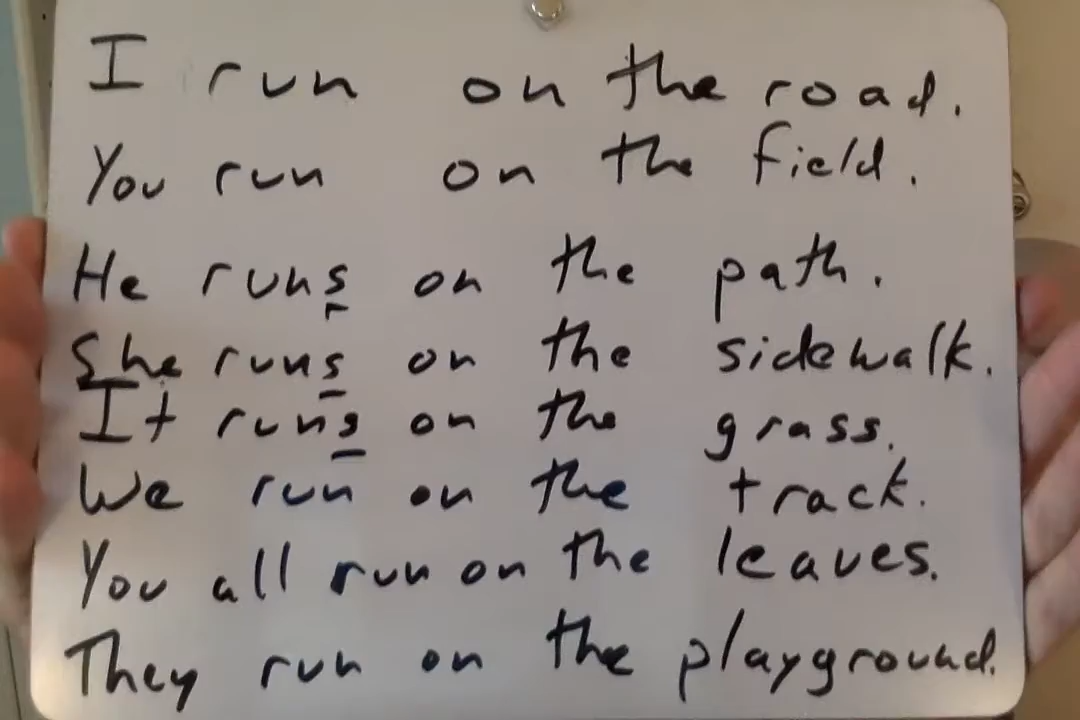 I run on the road.
You run on the field.
He runs on the path.
She runs on the sidewalk.
It runs on the grass.
We run on the track.
You all run on the leaves.
They run on the playground.